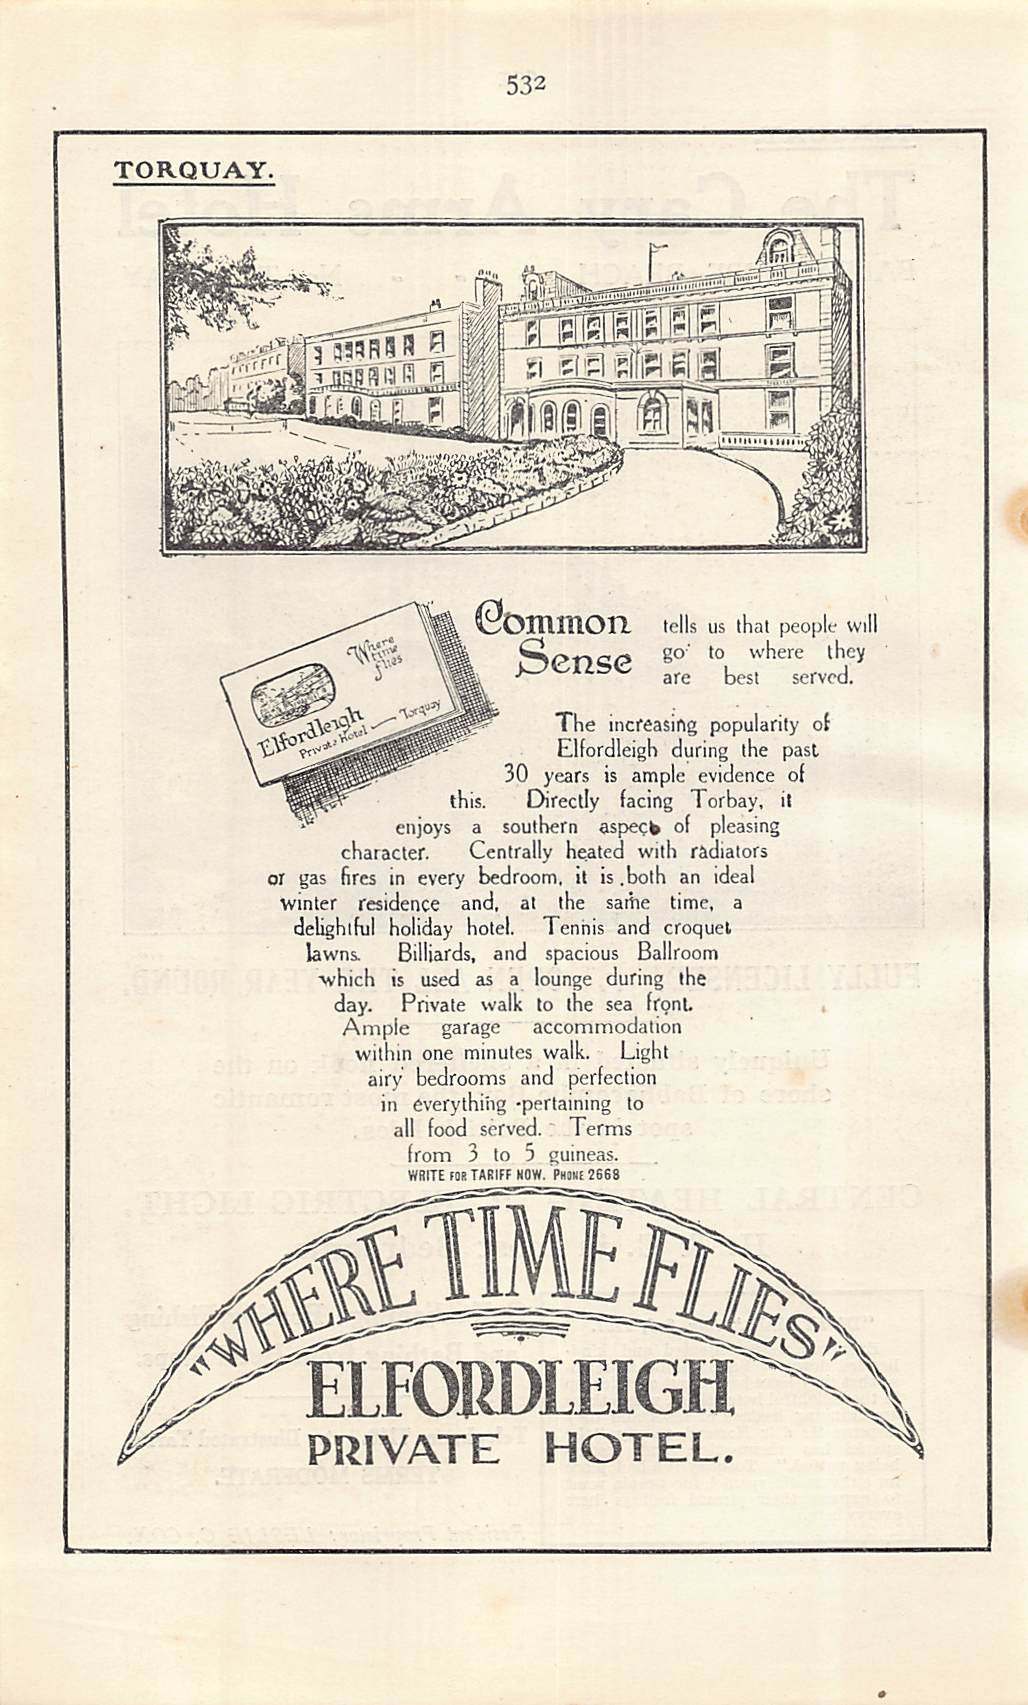 532
TORQUAY.
Where
time
flies
Elfordleigh
Private Hotel — Torquay
Common
Sense
tells us that people will
go to where they
are best served.
The increasing popularity of
Elfordleigh during the past
30 years is ample evidence of
this. Directly facing Torbay, it
enjoys a southern aspect of pleasing
character. Centrally heated with radiators
or gas fires in every bedroom, it is both an ideal
winter residence and, at the same time, a
delightful holiday hotel. Tennis and croquet
lawns. Billiards, and spacious Ballroom
which is used as a lounge during the
day. Private walk to the sea front.
Ample garage accommodation
within one minutes walk. Light
airy bedrooms and perfection
in everything pertaining to
all food served. Terms
from 3 to 5 guineas.
WRITE FOR TARIFF NOW. PHONE 2668
"WHERE TIME FLIES"
ELFORDLEIGH
PRIVATE HOTEL.